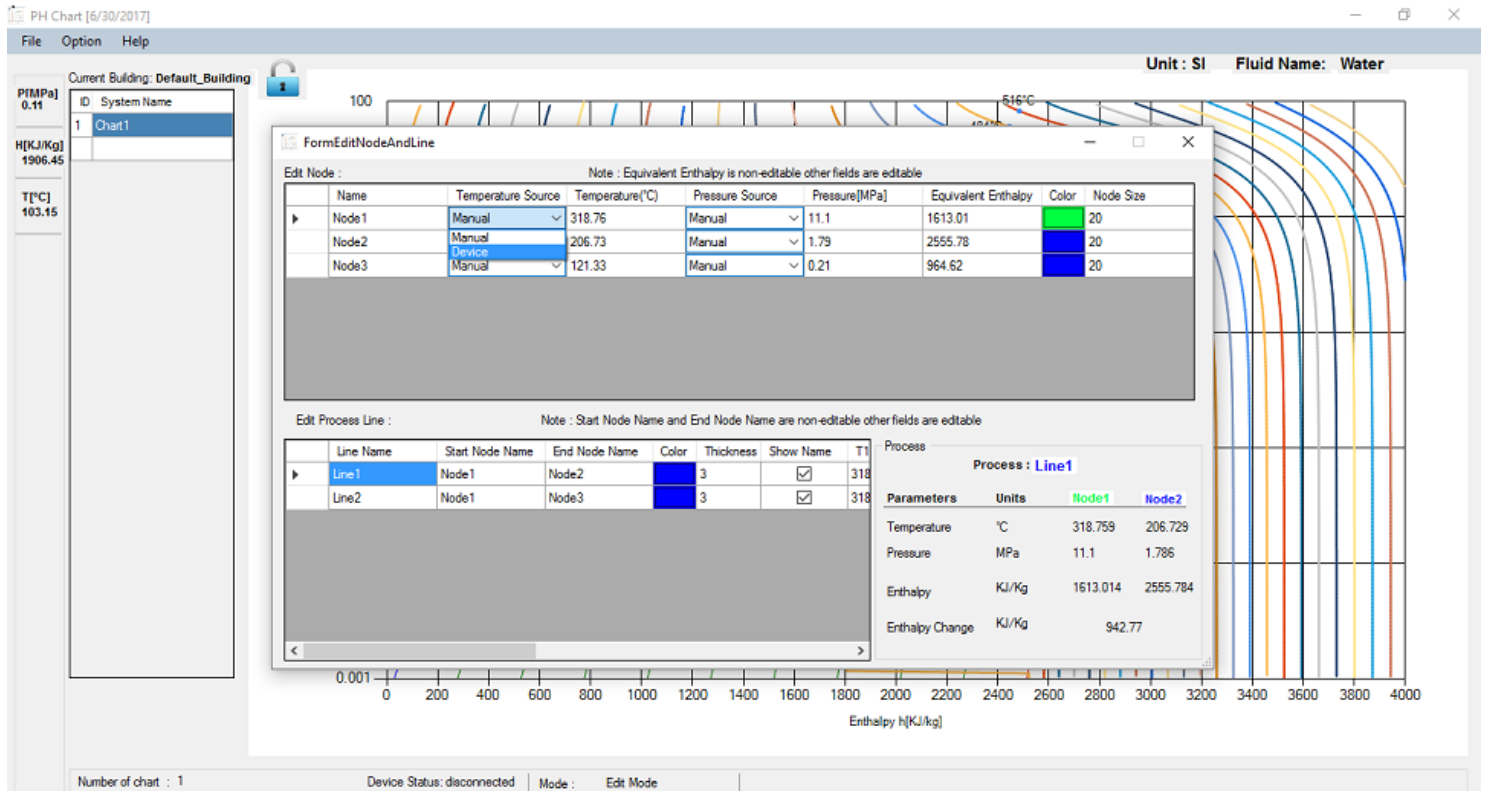 PH Chart [6/30/2017]
File Option Help
Unit : SI Fluid Name: Water
Current Building: Default_Building
P[MPa]
0.11
H[KJ/Kg]
1906.45
T[°C]
103.15
ID System Name
1 Chart1
100
516°C
FormEditNodeAndLine
Edit Node : Note : Equivalent Enthalpy is non-editable other fields are editable
Name Temperature Source Temperature(°C) Pressure Source Pressure[MPa] Equivalent Enthalpy Color Node Size
Node1 Manual 318.76 Manual 11.1 1613.01 20
Manual
Device
Node2 206.73 Manual 1.79 2555.78 20
Node3 Manual 121.33 Manual 0.21 964.62 20
Edit Process Line : Note : Start Node Name and End Node Name are non-editable other fields are editable
Line Name Start Node Name End Node Name Color Thickness Show Name T1
Line1 Node1 Node2 3 318
Line2 Node1 Node3 3 318
Process
Process : Line1
Parameters Units Node1 Node2
Temperature °C 318.759 206.729
Pressure MPa 11.1 1.786
Enthalpy KJ/Kg 1613.014 2555.784
Enthalpy Change KJ/Kg 942.77
0.001
0 200 400 600 800 1000 1200 1400 1600 1800 2000 2200 2400 2600 2800 3000 3200 3400 3600 3800 4000
Enthalpy h[KJ/kg]
Number of chart : 1 Device Status: disconnected Mode : Edit Mode